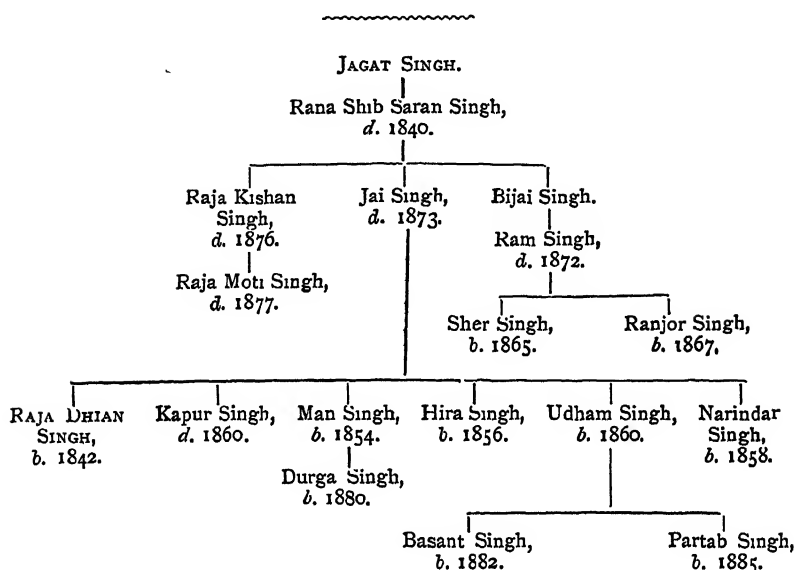 JAGAT SINGH.
Rana Shib Saran Singh,
d. 1840.
Raja Kishan
Singh,
d. 1876.
Raja Moti Singh,
d. 1877.
Jai Singh,
d. 1873.
Bijai Singh.
Ram Singh,
d. 1872.
Sher Singh,
b. 1865.
Ranjor Singh,
b. 1867.
RAJA DHIAN
SINGH,
b. 1842.
Kapur Singh,
d. 1860.
Man Singh,
b. 1854.
Durga Singh,
b. 1880.
Hira Singh,
b. 1856.
Udham Singh,
b. 1860.
Narindar
Singh,
b. 1858.
Basant Singh,
b. 1882.
Partab Singh,
b. 1885.